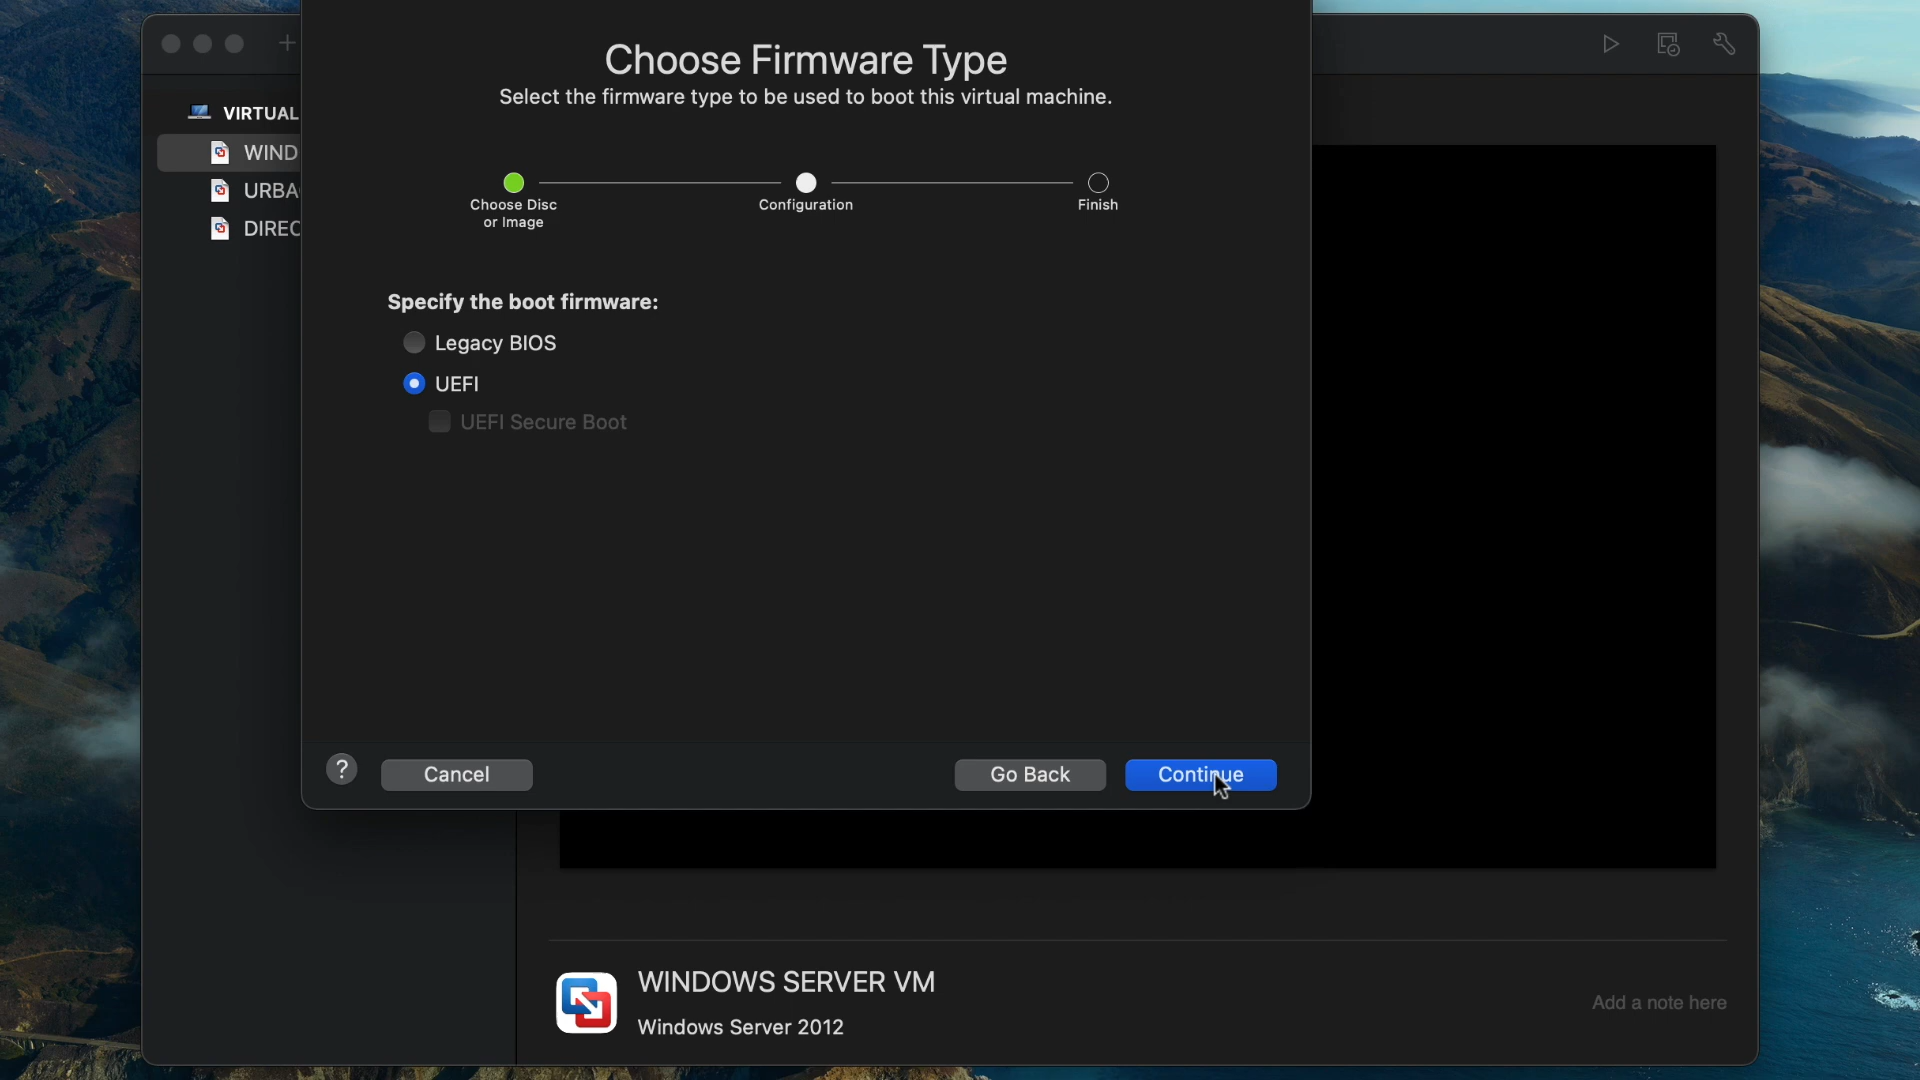 Choose Firmware Type
Select the firmware type to be used to boot this virtual machine.
VIRTUAL
WIND
URBA
DIREC
Choose Disc
or Image
Configuration
Finish
Specify the boot firmware:
Legacy BIOS
UEFI
UEFI Secure Boot
?
Cancel
Go Back
Continue
WINDOWS SERVER VM
Windows Server 2012
Add a note here